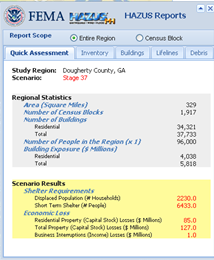 FEMA HAZUS HAZUS Reports
Report Scope Entire Region Census Block
Quick Assessment Inventory Buildings Lifelines Debris
Study Region: Dougherty County, GA
Scenario: Stage 37
Regional Statistics
Area (Square Miles) 329
Number of Census Blocks 1,917
Number of Buildings
Residential 34,321
Total 37,733
Number of People in the Region (x 1) 96,000
Building Exposure ($ Millions)
Residential 4,038
Total 5,818
Scenario Results
Shelter Requirements
Displaced Population (# Households) 2230.0
Short Term Shelter (# People) 6433.0
Economic Loss
Residential Property (Capital Stock) Losses ($ Millions) 85.0
Total Property (Capital Stock) Losses ($ Millions) 127.0
Business Interruptions (Income) Losses ($ Millions) 1.0